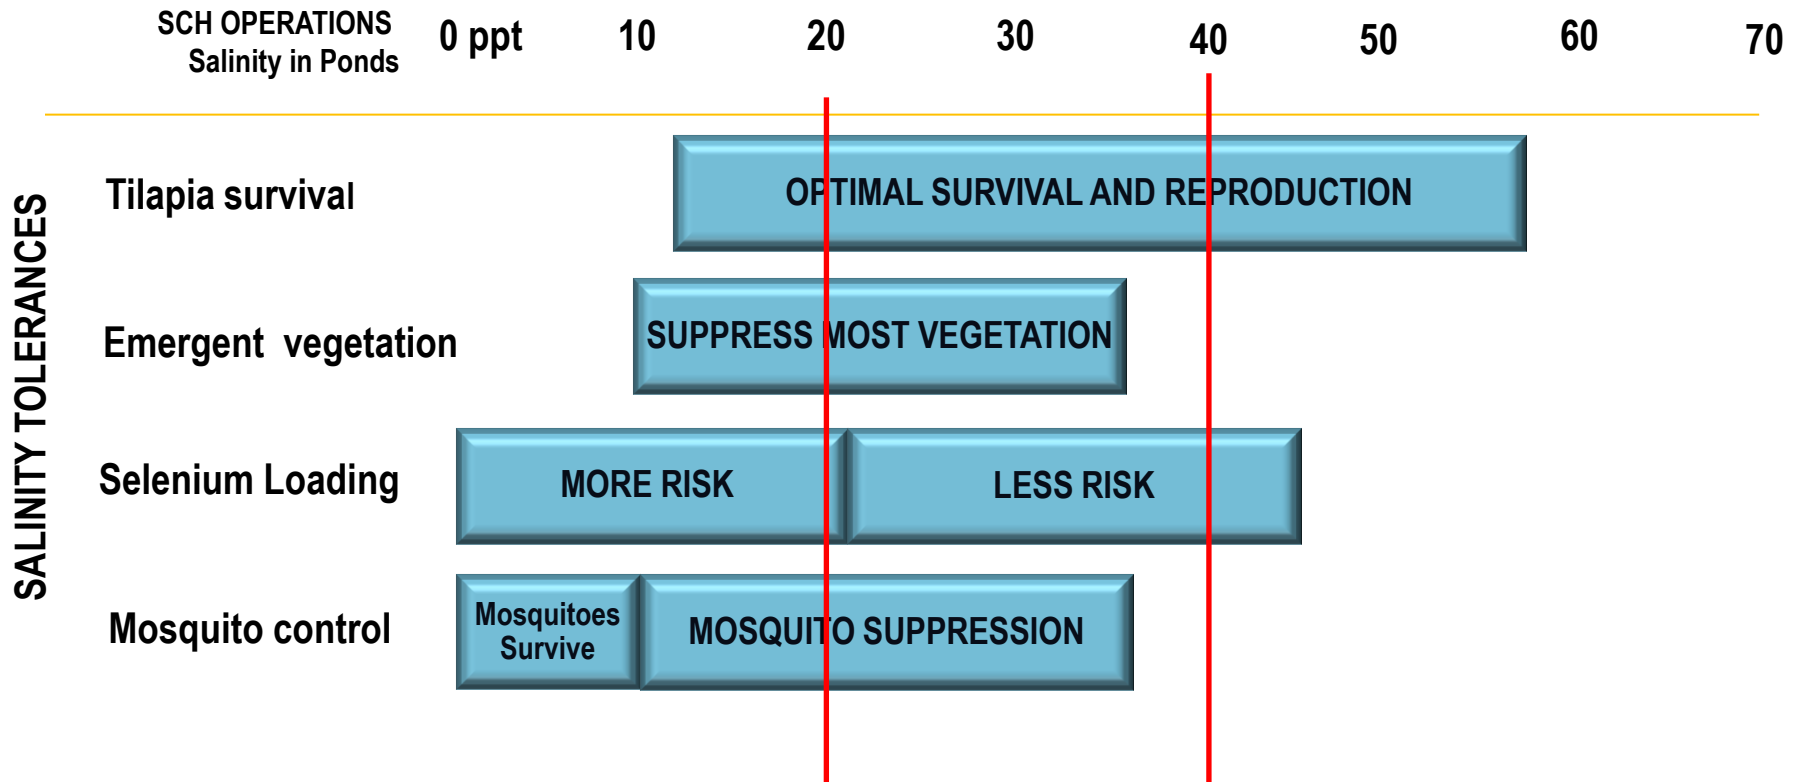 SCH OPERATIONS
Salinity in Ponds
0 ppt 10 20 30 40 50 60 70
SALINITY TOLERANCES
Tilapia survival
OPTIMAL SURVIVAL AND REPRODUCTION
Emergent vegetation
SUPPRESS MOST VEGETATION
Selenium Loading
MORE RISK
LESS RISK
Mosquito control
Mosquitoes
Survive
MOSQUITO SUPPRESSION